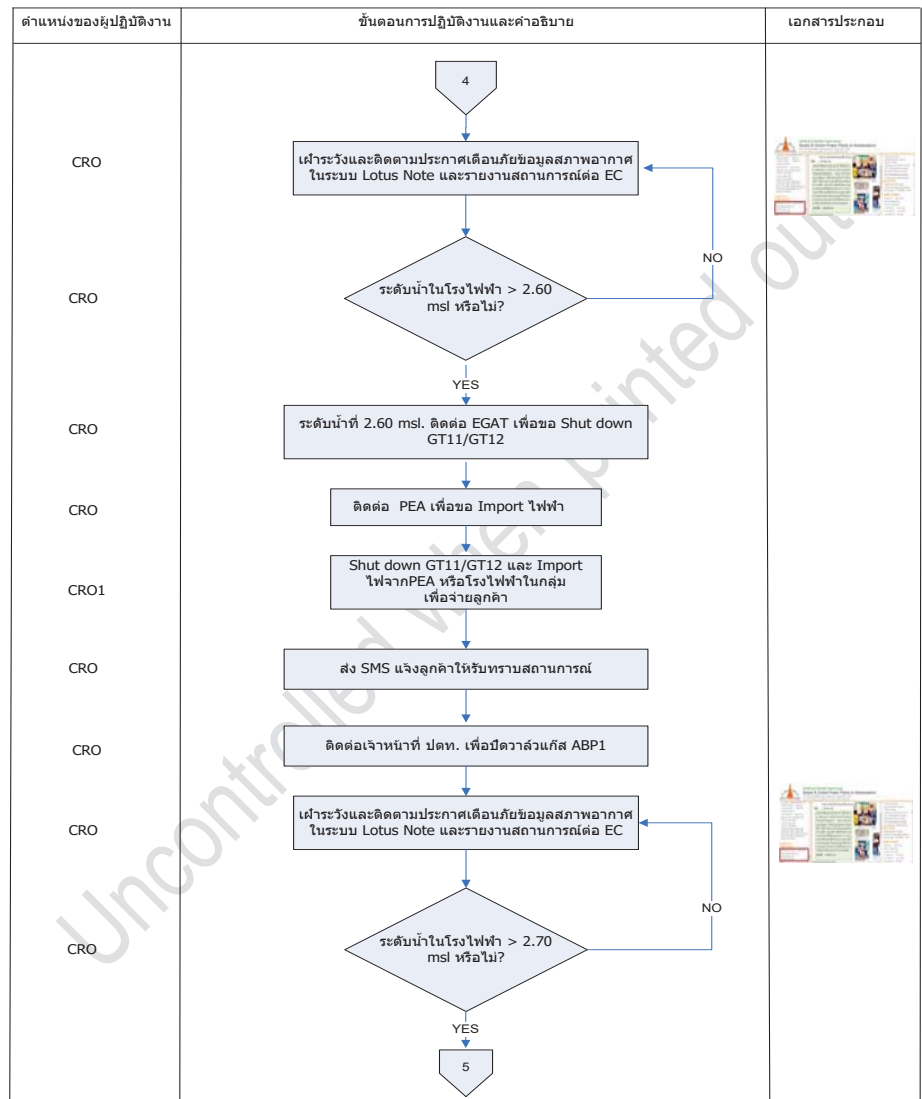 ตำแหน่งของผู้ปฏิบัติงาน
ขั้นตอนการปฏิบัติงานและคำอธิบาย
เอกสารประกอบ
4
CRO
เฝ้าระวังและติดตามประกาศเตือนภัยข้อมูลสภาพอากาศ
ในระบบ Lotus Note และรายงานสถานการณ์ต่อ EC
NO
CRO
ระดับน้ำในโรงไฟฟ้า > 2.60
msl หรือไม่?
YES
CRO
ระดับน้ำที่ 2.60 msl. ติดต่อ EGAT เพื่อขอ Shut down
GT11/GT12
CRO
ติดต่อ PEA เพื่อขอ Import ไฟฟ้า
CRO1
Shut down GT11/GT12 และ Import
ไฟจากPEA หรือโรงไฟฟ้าในกลุ่ม
เพื่อจ่ายลูกค้า
CRO
ส่ง SMS แจ้งลูกค้าให้รับทราบสถานการณ์
CRO
ติดต่อเจ้าหน้าที่ ปตท. เพื่อปิดวาล์วแก๊ส ABP1
CRO
เฝ้าระวังและติดตามประกาศเตือนภัยข้อมูลสภาพอากาศ
ในระบบ Lotus Note และรายงานสถานการณ์ต่อ EC
NO
CRO
ระดับน้ำในโรงไฟฟ้า > 2.70
msl หรือไม่?
YES
5
Uncontrolled when printed out